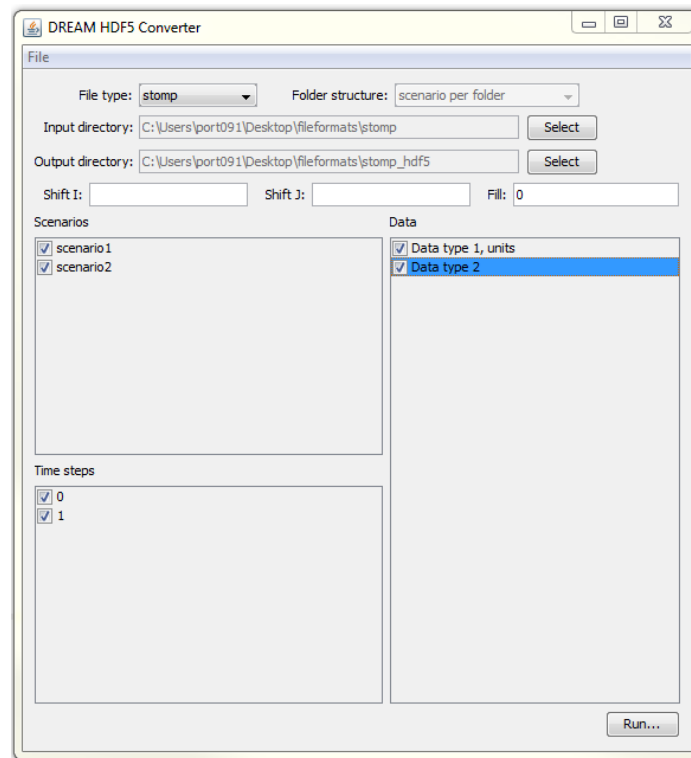 DREAM HDF5 Converter
File
File type: stomp Folder structure: scenario per folder
Input directory: C:\Users\port091\Desktop\fileformats\stomp Select
Output directory: C:\Users\port091\Desktop\fileformats\stomp_hdf5 Select
Shift I: Shift J: Fill: 0
Scenarios Data
scenario1 Data type 1, units
scenario2 Data type 2
Time steps
0
1
Run...